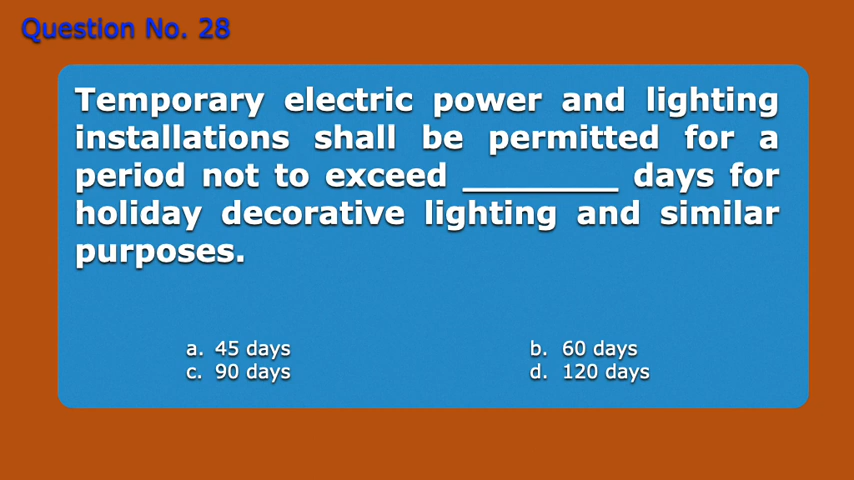 Question No. 28
Temporary electric power and lighting
installations shall be permitted for a
period not to exceed ________ days for
holiday decorative lighting and similar
purposes.
a. 45 days
b. 60 days
c. 90 days
d. 120 days